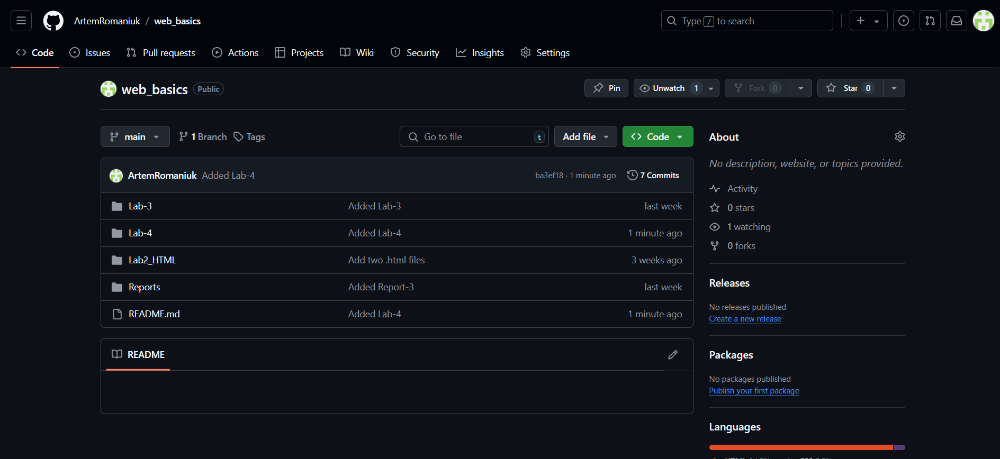 ArtemRomaniuk / web_basics
Type / to search
Code Issues Pull requests Actions Projects Wiki Security Insights Settings
web_basics Public
Pin Unwatch 1 Fork 0 Star 0
main 1 Branch Tags Go to file t Add file Code
ArtemRomaniuk Added Lab-4 ba3ef18 · 1 minute ago 7 Commits
Lab-3 Added Lab-3 last week
Lab-4 Added Lab-4 1 minute ago
Lab2_HTML Add two .html files 3 weeks ago
Reports Added Report-3 last week
README.md Added Lab-4 1 minute ago
README
About
No description, website, or topics provided.
Activity
0 stars
1 watching
0 forks
Releases
No releases published
Create a new release
Packages
No packages published
Publish your first package
Languages